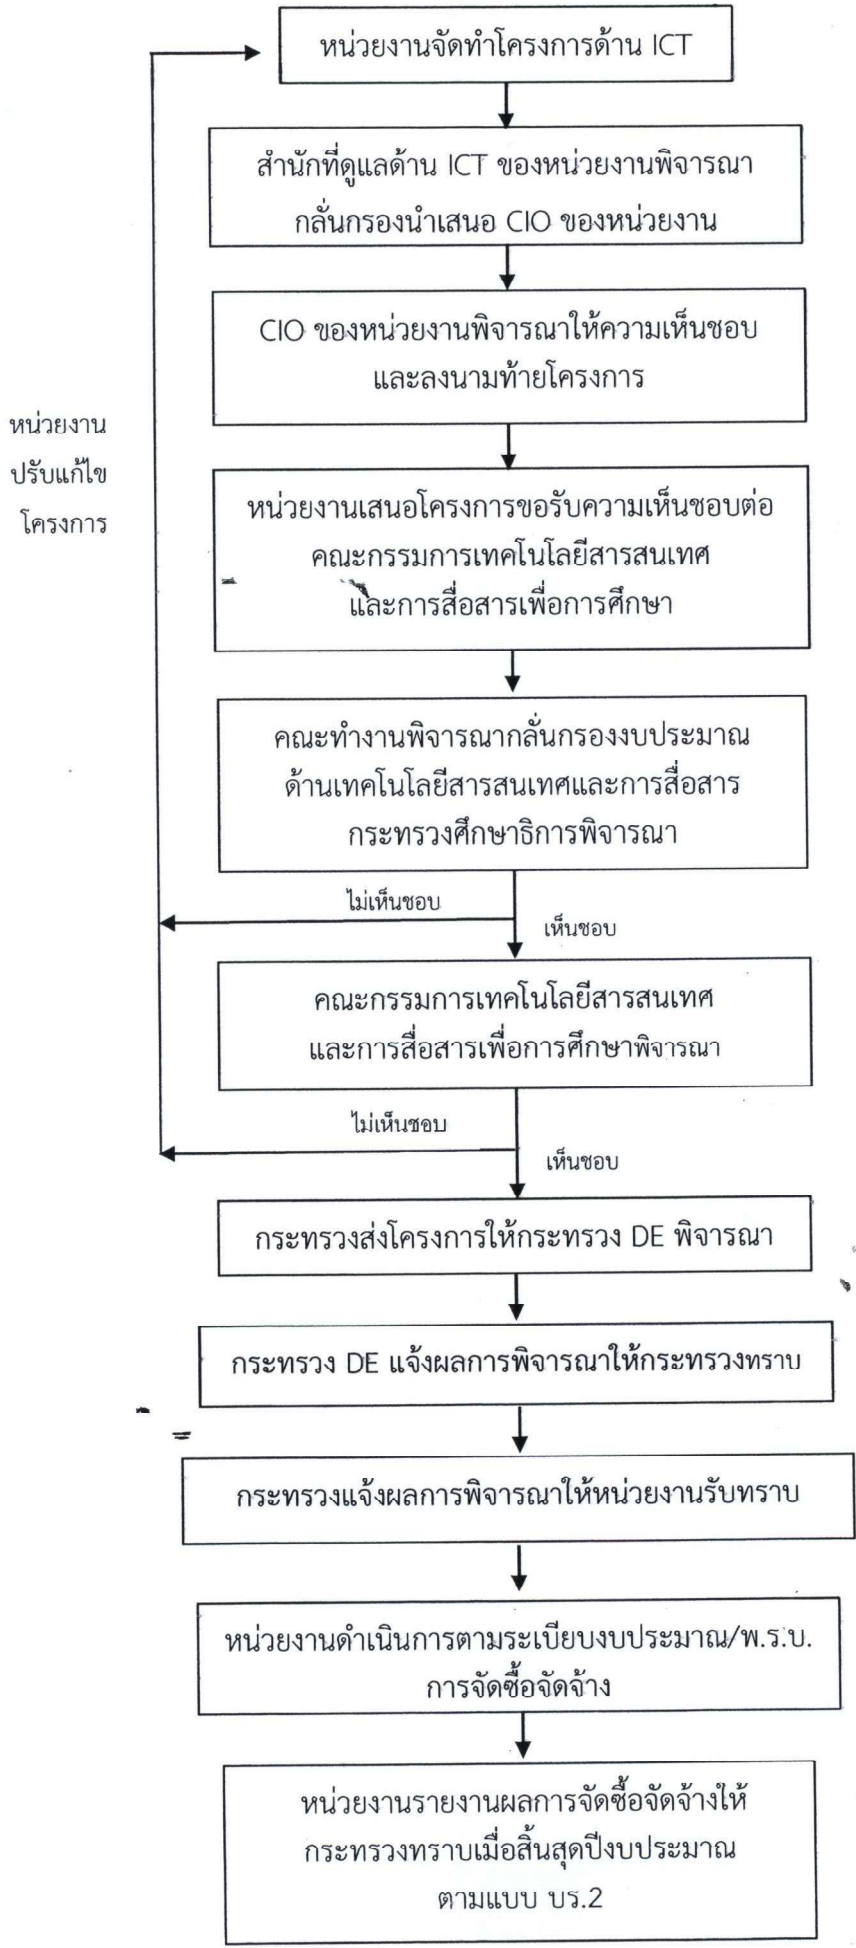 หน่วยงานจัดทำโครงการด้าน ICT
สำนักที่ดูแลด้าน ICT ของหน่วยงานพิจารณา
กลั่นกรองนำเสนอ CIO ของหน่วยงาน
CIO ของหน่วยงานพิจารณาให้ความเห็นชอบ
และลงนามท้ายโครงการ
หน่วยงาน
ปรับแก้ไข
โครงการ
หน่วยงานเสนอโครงการขอรับความเห็นชอบต่อ
คณะกรรมการเทคโนโลยีสารสนเทศ
และการสื่อสารเพื่อการศึกษา
คณะทำงานพิจารณากลั่นกรองงบประมาณ
ด้านเทคโนโลยีสารสนเทศและการสื่อสาร
กระทรวงศึกษาธิการพิจารณา
ไม่เห็นชอบ
เห็นชอบ
คณะกรรมการเทคโนโลยีสารสนเทศ
และการสื่อสารเพื่อการศึกษาพิจารณา
ไม่เห็นชอบ
เห็นชอบ
กระทรวงส่งโครงการให้กระทรวง DE พิจารณา
กระทรวง DE แจ้งผลการพิจารณาให้กระทรวงทราบ
กระทรวงแจ้งผลการพิจารณาให้หน่วยงานรับทราบ
หน่วยงานดำเนินการตามระเบียบงบประมาณ/พ.ร.บ.
การจัดซื้อจัดจ้าง
หน่วยงานรายงานผลการจัดซื้อจัดจ้างให้
กระทรวงทราบเมื่อสิ้นสุดปีงบประมาณ
ตามแบบ บร.2